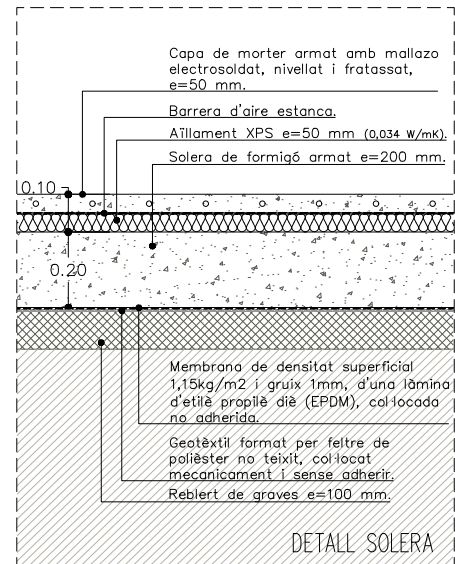 Capa de morter armat amb mallazo
electrosoldat, nivellat i fratassat,
e=50 mm.
Barrera d'aire estanca.
Aïllament XPS e=50 mm (0,034 W/mK).
Solera de formigó armat e=200 mm.
0.10
0.20
Membrana de densitat superficial
1,15kg/m2 i gruix 1mm, d'una làmina
d'etilè propilè diè (EPDM), col·locada
no adherida.
Geotèxtil format per feltre de
polièster no teixit, col·locat
mecanicament i sense adherir.
Reblert de graves e=100 mm.
DETALL SOLERA